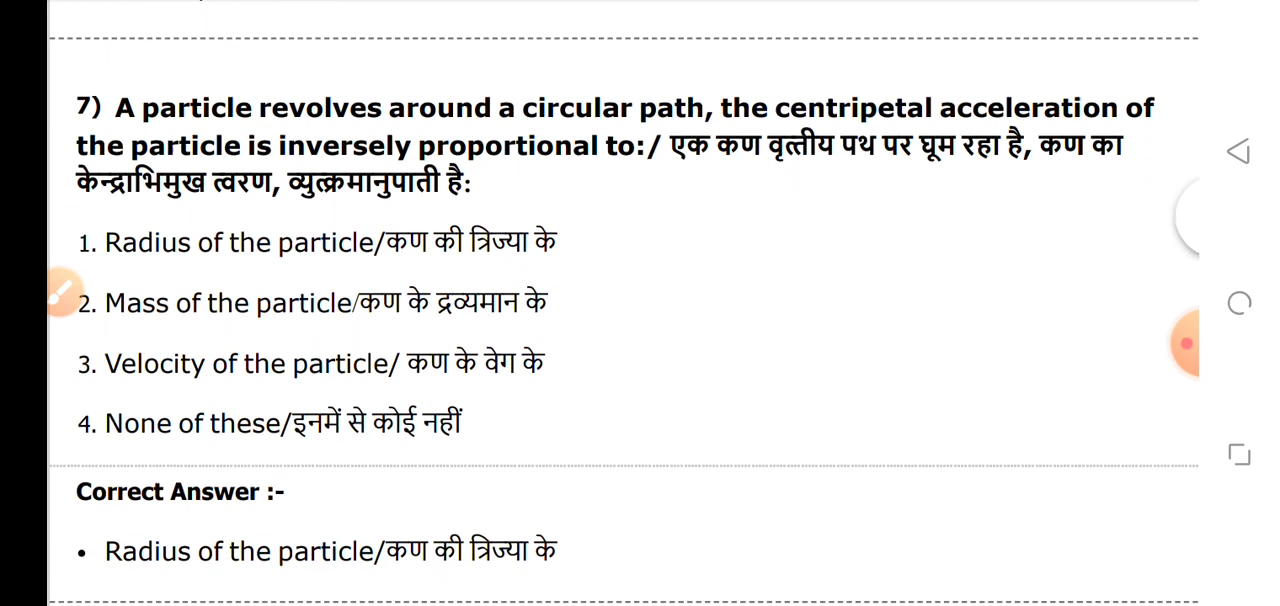 7) A particle revolves around a circular path, the centripetal acceleration of
the particle is inversely proportional to:/ एक कण वृत्तीय पथ पर घूम रहा है, कण का
केन्द्राभिमुख त्वरण, व्युत्क्रमानुपाती है:
1. Radius of the particle/कण की त्रिज्या के
2. Mass of the particle/कण के द्रव्यमान के
3. Velocity of the particle/ कण के वेग के
4. None of these/इनमें से कोई नहीं
Correct Answer :-
• Radius of the particle/कण की त्रिज्या के